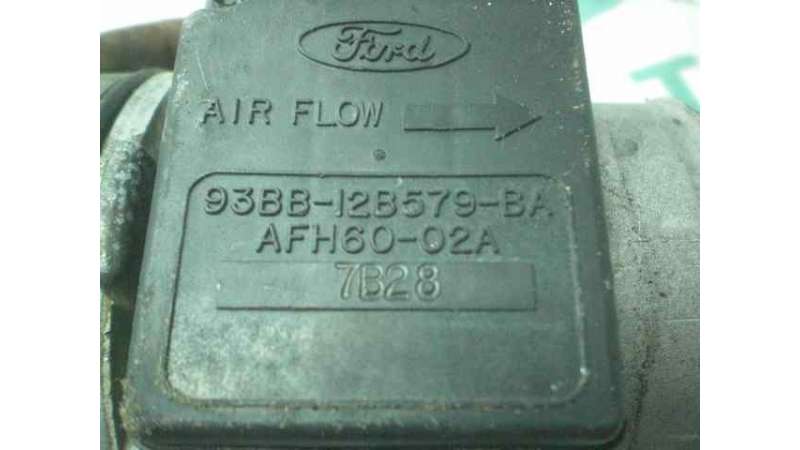 Ford
AIR FLOW
93BB-12B579-BA
AFH60-02A
7B28